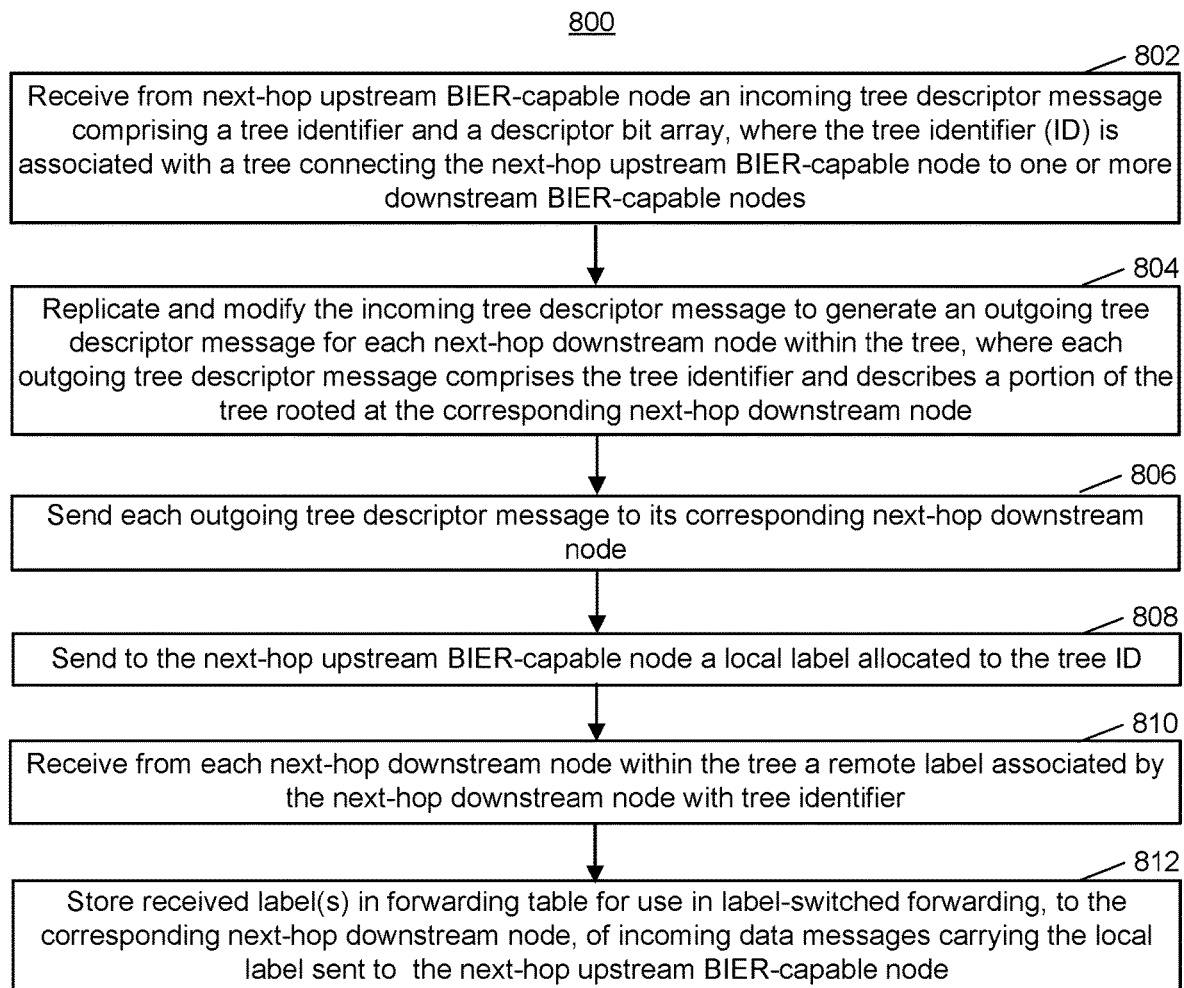 800
802
Receive from next-hop upstream BIER-capable node an incoming tree descriptor message
comprising a tree identifier and a descriptor bit array, where the tree identifier (ID) is
associated with a tree connecting the next-hop upstream BIER-capable node to one or more
downstream BIER-capable nodes
804
Replicate and modify the incoming tree descriptor message to generate an outgoing tree
descriptor message for each next-hop downstream node within the tree, where each
outgoing tree descriptor message comprises the tree identifier and describes a portion of the
tree rooted at the corresponding next-hop downstream node
806
Send each outgoing tree descriptor message to its corresponding next-hop downstream
node
808
Send to the next-hop upstream BIER-capable node a local label allocated to the tree ID
810
Receive from each next-hop downstream node within the tree a remote label associated by
the next-hop downstream node with tree identifier
812
Store received label(s) in forwarding table for use in label-switched forwarding, to the
corresponding next-hop downstream node, of incoming data messages carrying the local
label sent to the next-hop upstream BIER-capable node